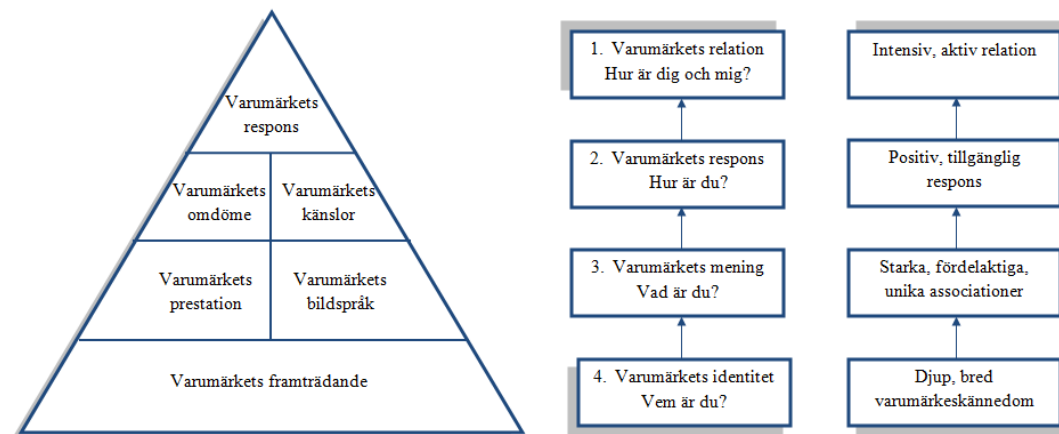 Varumärkets
respons
Varumärkets
omdöme
Varumärkets
känslor
Varumärkets
prestation
Varumärkets
bildspråk
Varumärkets framträdande
1. Varumärkets relation
Hur är dig och mig?
2. Varumärkets respons
Hur är du?
3. Varumärkets mening
Vad är du?
4. Varumärkets identitet
Vem är du?
Intensiv, aktiv relation
Positiv, tillgänglig
respons
Starka, fördelaktiga,
unika associationer
Djup, bred
varumärkeskännedom